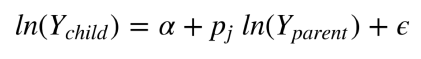 ln(Y_child) = α + p_j ln(Y_parent) + ϵ